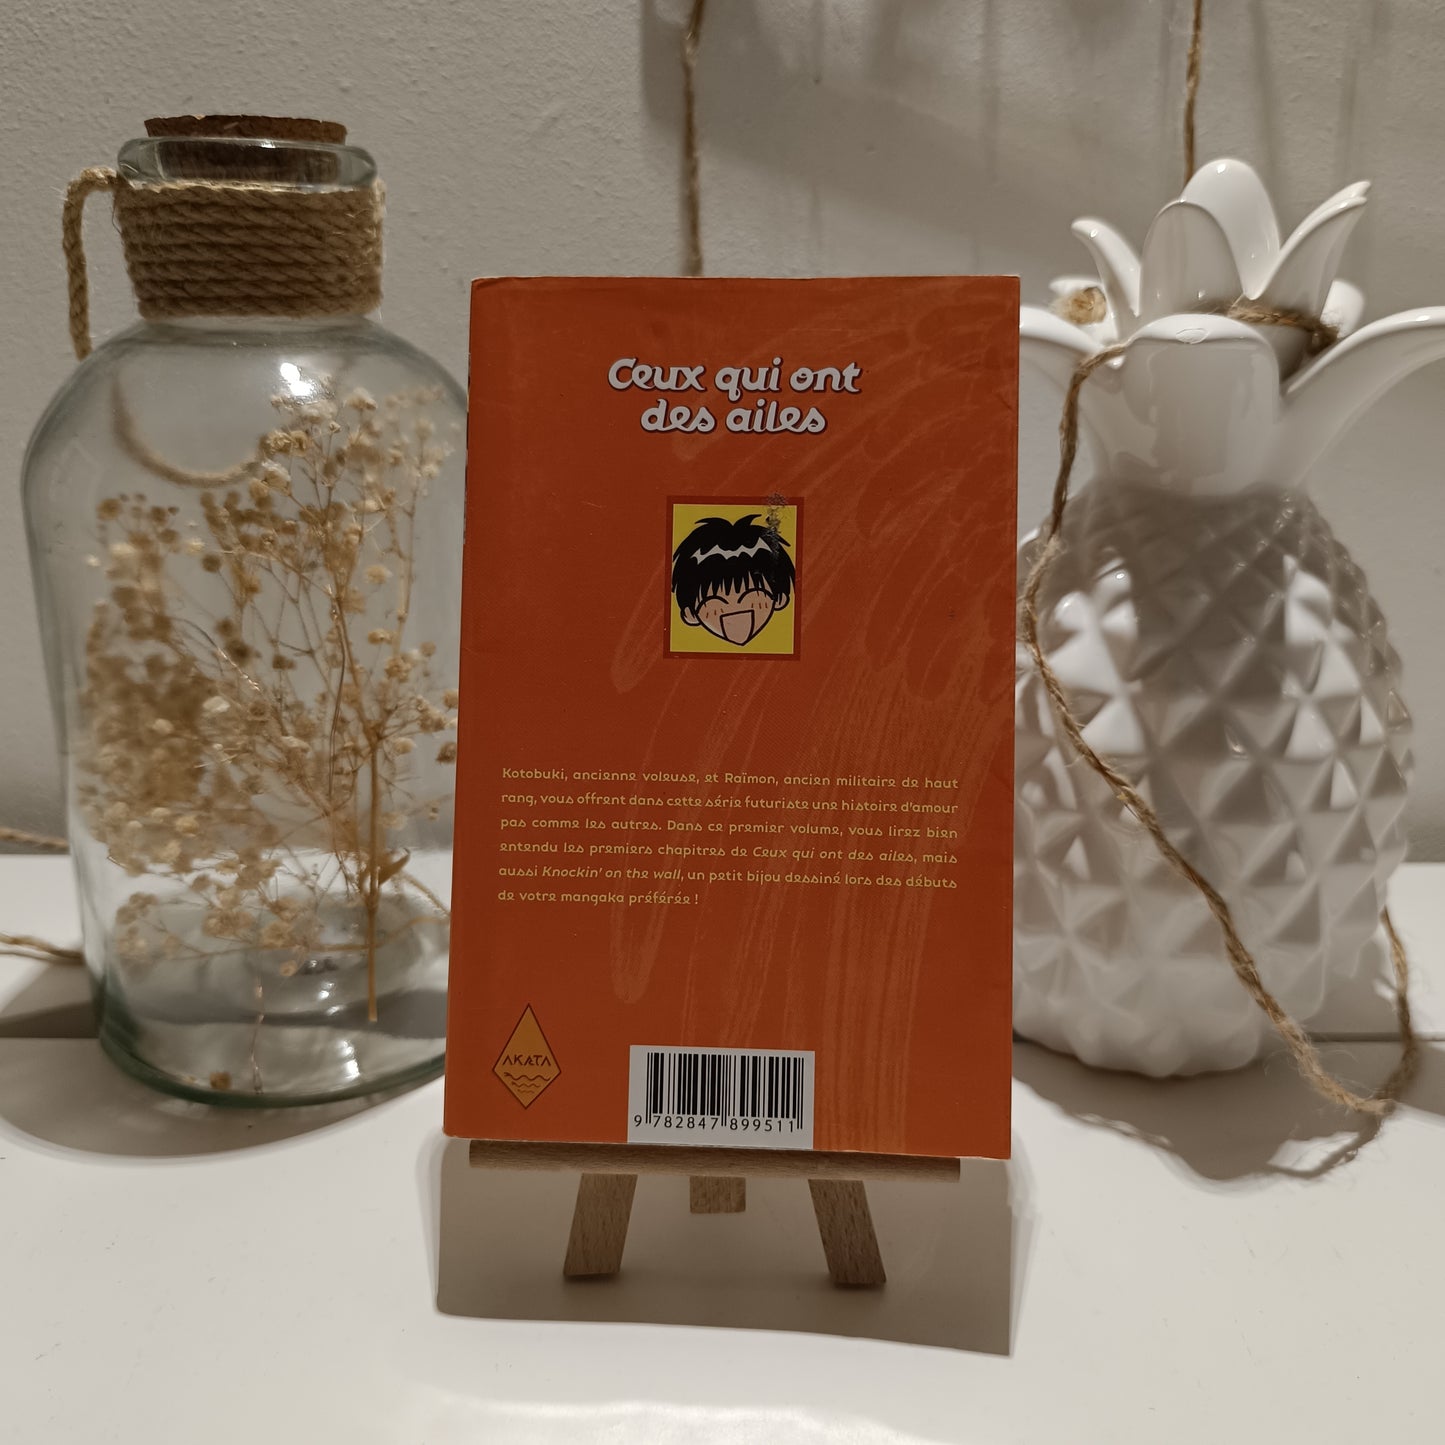 Ceux qui ont
des ailes
Kotobuki, ancienne voleuse, et Raïmon, ancien militaire de haut
rang, vous offrent dans cette série futuriste une histoire d'amour
pas comme les autres. Dans ce premier volume, vous lirez bien
entendu les premiers chapitres de Ceux qui ont des ailes, mais
aussi Knockin' on the wall, un petit bijou dessiné lors des débuts
de votre mangaka préférée !
AKATA
9 782847 899511